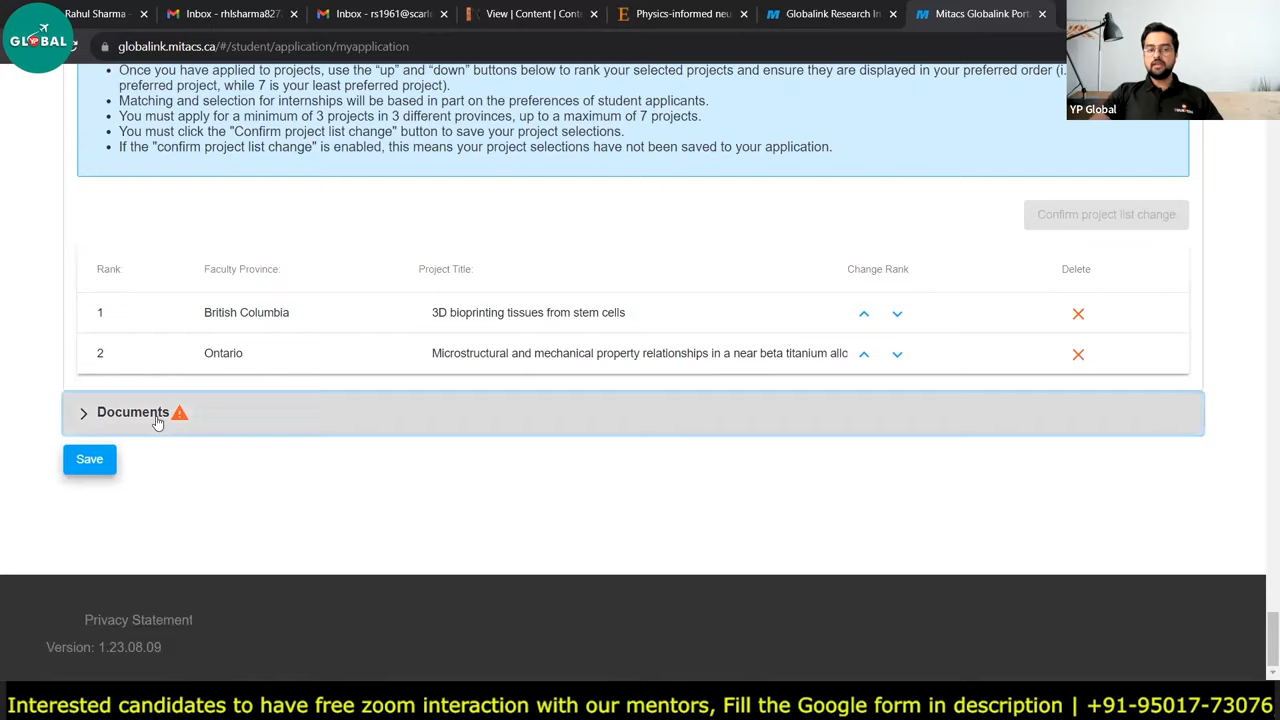 Rahul Sharma -
Inbox - rhlsharma827
Inbox - rs1961@scarle
View | Content | Conte
Physics-informed neu
Globalink Research In
Mitacs Globalink Port
YP
GLOBAL
globalink.mitacs.ca/#/student/application/myapplication
YP Global
• Once you have applied to projects, use the “up” and “down” buttons below to rank your selected projects and ensure they are displayed in your preferred order (i.
preferred project, while 7 is your least preferred project).
• Matching and selection for internships will be based in part on the preferences of student applicants.
• You must apply for a minimum of 3 projects in 3 different provinces, up to a maximum of 7 projects.
• You must click the "Confirm project list change" button to save your project selections.
• If the "confirm project list change" is enabled, this means your project selections have not been saved to your application.
Confirm project list change
Rank: Faculty Province: Project Title: Change Rank Delete
1 British Columbia 3D bioprinting tissues from stem cells
2 Ontario Microstructural and mechanical property relationships in a near beta titanium allo
Documents
Save
Privacy Statement
Version: 1.23.08.09
Interested candidates to have free zoom interaction with our mentors, Fill the Google form in description | +91-95017-73076